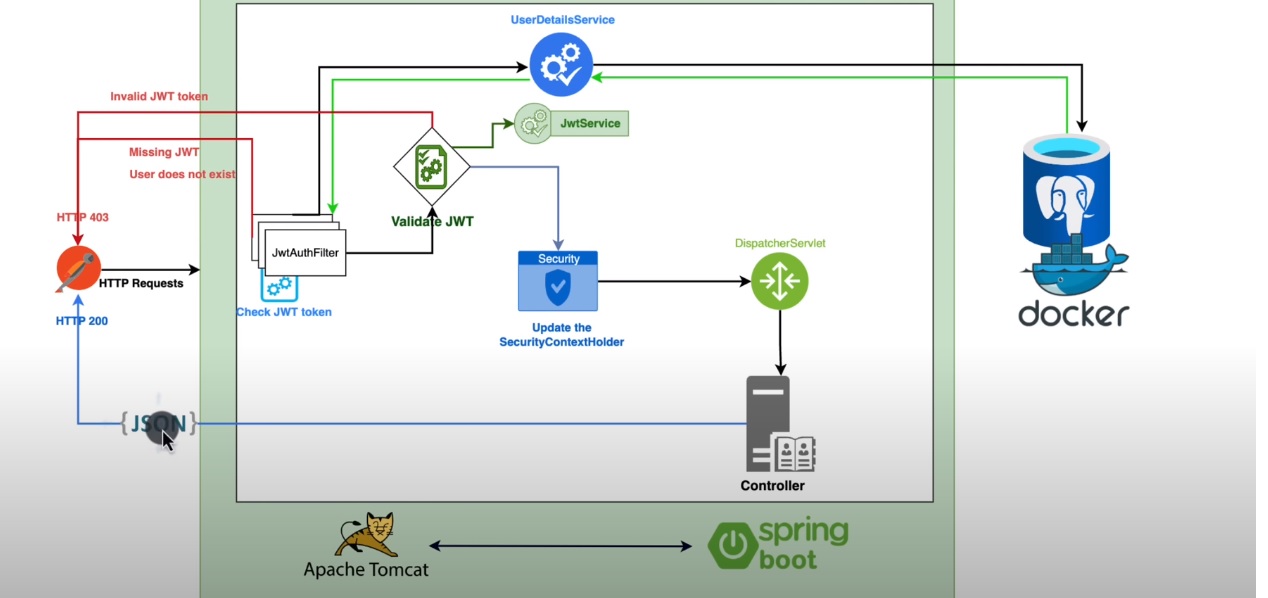 UserDetailsService
Invalid JWT token
JwtService
Missing JWT
User does not exist
HTTP 403
Validate JWT
JwtAuthFilter
HTTP Requests
Check JWT token
Security
Update the
SecurityContextHolder
DispatcherServlet
docker
HTTP 200
{JSON}
Controller
Apache Tomcat
spring
boot